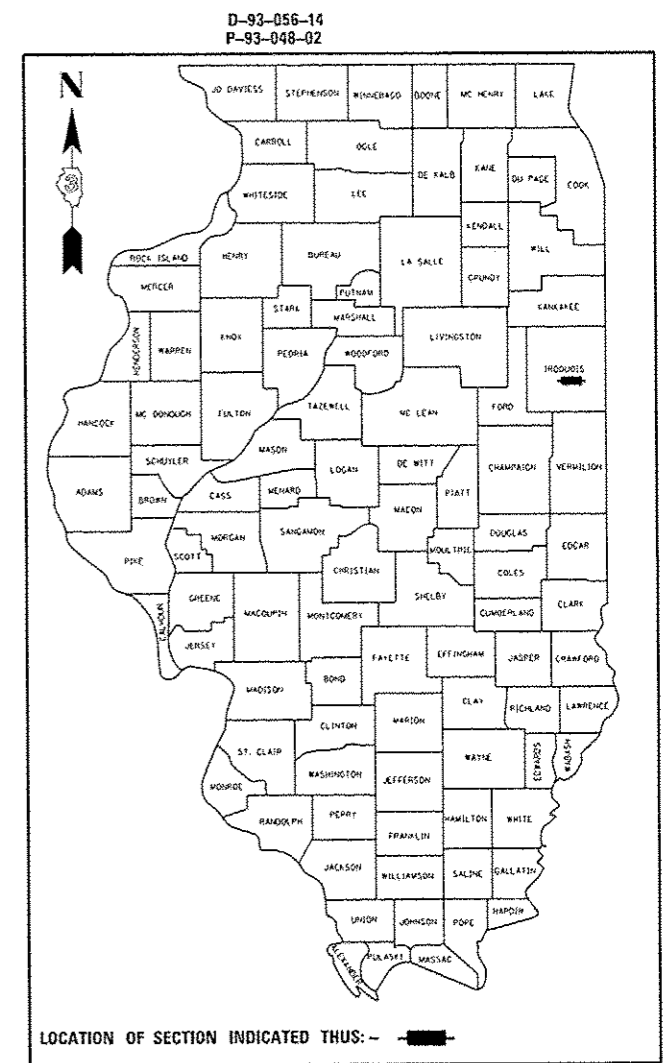 D-93-056-14
P-93-048-02
N
JO DAVIESS STEPHENSON WINNEBAGO BOONE MC HENRY LAKE
CARROLL OGLE DE KALB KANE DU PAGE COOK
WHITESIDE LEE
KENDALL WILL
ROCK ISLAND HENRY BUREAU LA SALLE GRUNDY
MERCER PUTNAM
STARK MARSHALL KANKAKEE
HENDERSON WARREN KNOX PEORIA WOODFORD LIVINGSTON
IROQUOIS
HANCOCK MC DONOUGH FULTON TAZEWELL MC LEAN FORD
MASON
SCHUYLER LOGAN DE WITT CHAMPAIGN VERMILION
ADAMS BROWN CASS MENARD PIATT
MACON
MORGAN SANGAMON DOUGLAS
PIKE SCOTT CHRISTIAN MOULTRIE EDGAR
COLES
GREENE SHELBY
CALHOUN MACOUPIN MONTGOMERY CUMBERLAND CLARK
JERSEY FAYETTE EFFINGHAM JASPER CRAWFORD
BOND
MADISON CLAY RICHLAND LAWRENCE
CLINTON MARION
ST. CLAIR WAYNE EDWARDS WABASH
WASHINGTON JEFFERSON
MONROE
RANDOLPH PERRY HAMILTON WHITE
FRANKLIN
JACKSON WILLIAMSON SALINE GALLATIN
UNION JOHNSON POPE HARDIN
ALEXANDER PULASKI MASSAC
LOCATION OF SECTION INDICATED THUS: -